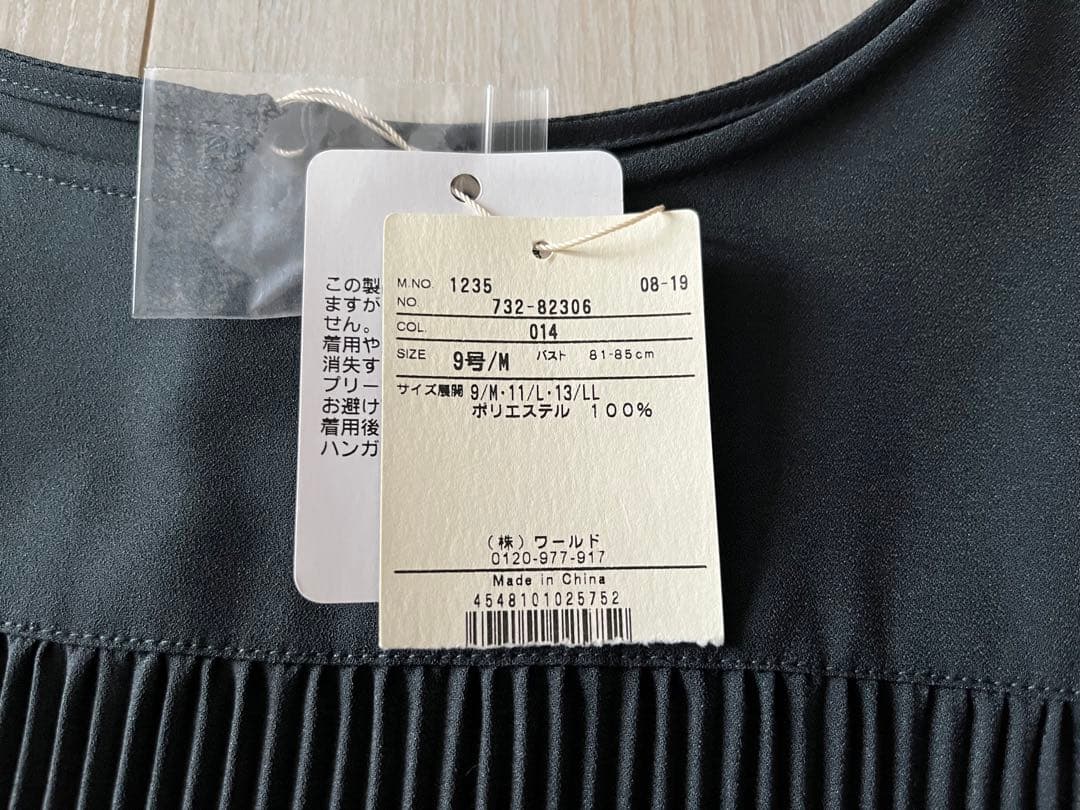 この製
ますが
せん。
着用や
消失す
プリー
お避け
着用後
ハンガ
M.NO. 1235 08-19
NO. 732-82306
COL. 014
SIZE 9号/M バスト 81-85cm
サイズ展開 9/M・11/L・13/LL
ポリエステル 100%
(株)ワールド
0120-977-917
Made in China
4548101025752